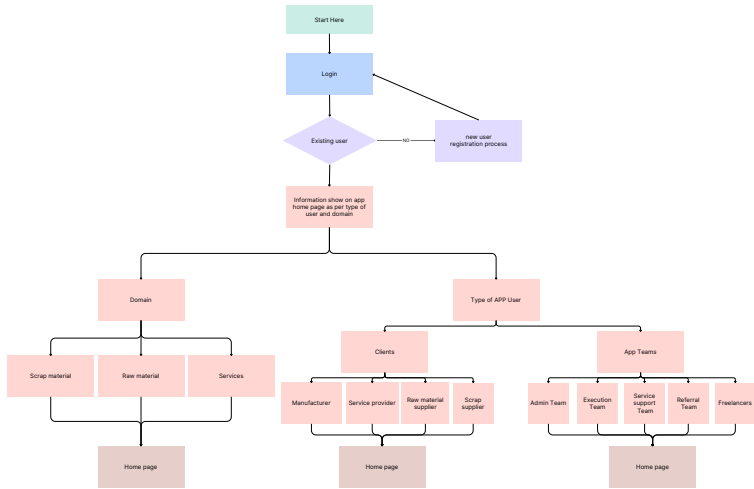 Start Here
Login
Existing user
NO
new user
registration process
Information show on app
home page as per type of
user and domain
Domain
Type of APP User
Clients
App Teams
Scrap material
Raw material
Services
Manufacturer
Service provider
Raw material
supplier
Scrap
supplier
Admin Team
Execution
Team
Service
support
Team
Referral
Team
Freelancers
Home page
Home page
Home page